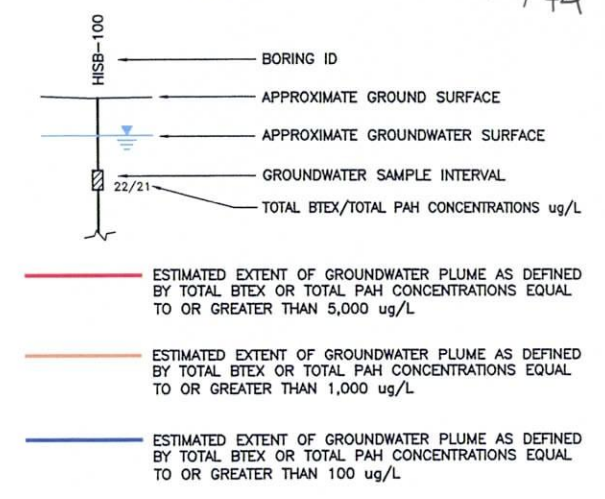 HISB-100
BORING ID
APPROXIMATE GROUND SURFACE
APPROXIMATE GROUNDWATER SURFACE
GROUNDWATER SAMPLE INTERVAL
22/21
TOTAL BTEX/TOTAL PAH CONCENTRATIONS ug/L
ESTIMATED EXTENT OF GROUNDWATER PLUME AS DEFINED
BY TOTAL BTEX OR TOTAL PAH CONCENTRATIONS EQUAL
TO OR GREATER THAN 5,000 ug/L
ESTIMATED EXTENT OF GROUNDWATER PLUME AS DEFINED
BY TOTAL BTEX OR TOTAL PAH CONCENTRATIONS EQUAL
TO OR GREATER THAN 1,000 ug/L
ESTIMATED EXTENT OF GROUNDWATER PLUME AS DEFINED
BY TOTAL BTEX OR TOTAL PAH CONCENTRATIONS EQUAL
TO OR GREATER THAN 100 ug/L